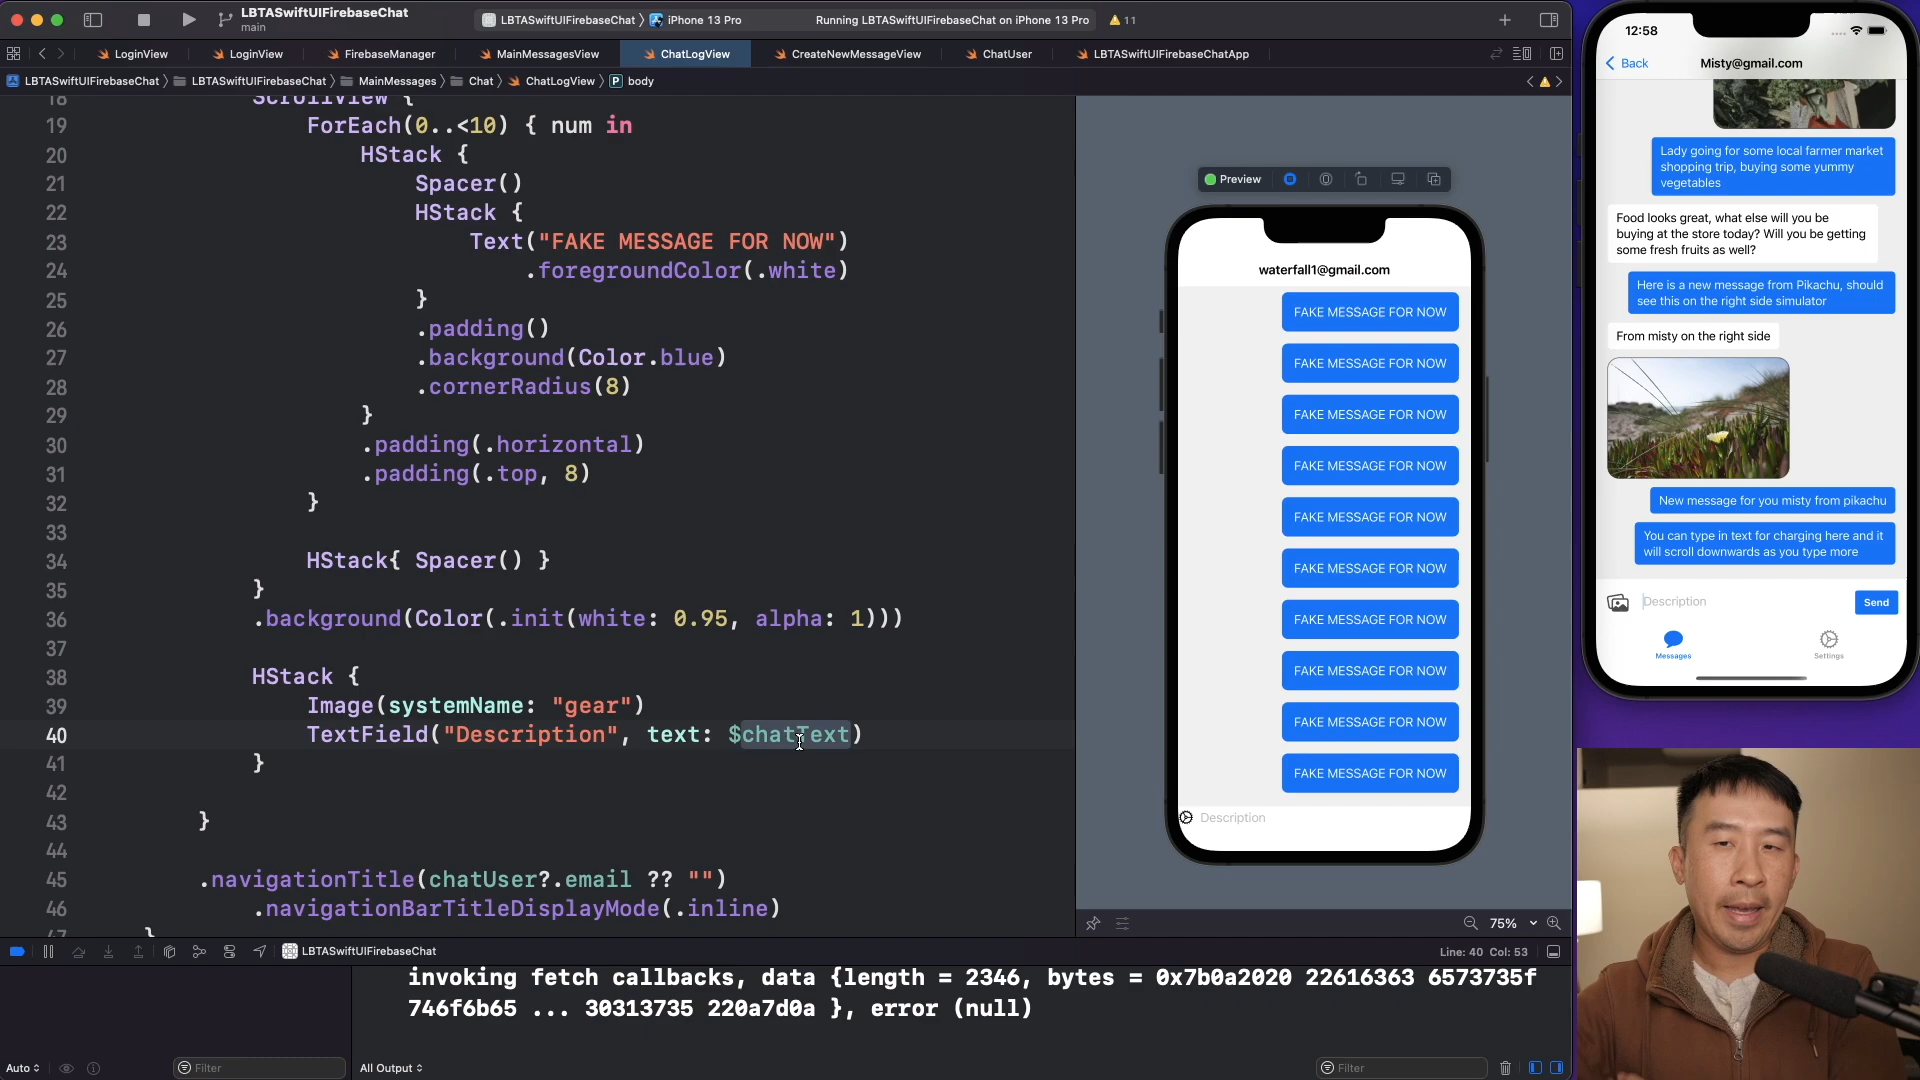 LBTASwiftUIFirebaseChat
main
LBTASwiftUIFirebaseChat
iPhone 13 Pro
Running LBTASwiftUIFirebaseChat on iPhone 13 Pro
11
LoginView
LoginView
FirebaseManager
MainMessagesView
ChatLogView
CreateNewMessageView
ChatUser
LBTASwiftUIFirebaseChatApp
LBTASwiftUIFirebaseChat
LBTASwiftUIFirebaseChat
MainMessages
Chat
ChatLogView
P body
18 ScrollView {
19 ForEach(0..<10) { num in
20 HStack {
21 Spacer()
22 HStack {
23 Text("FAKE MESSAGE FOR NOW")
24 .foregroundColor(.white)
25 }
26 .padding()
27 .background(Color.blue)
28 .cornerRadius(8)
29 }
30 .padding(.horizontal)
31 .padding(.top, 8)
32 }
33
34 HStack{ Spacer() }
35 }
36 .background(Color(.init(white: 0.95, alpha: 1)))
37
38 HStack {
39 Image(systemName: "gear")
40 TextField("Description", text: $chatText)
41 }
42
43 }
44
45 .navigationTitle(chatUser?.email ?? "")
46 .navigationBarTitleDisplayMode(.inline)
47 }
Preview
waterfall1@gmail.com
FAKE MESSAGE FOR NOW
FAKE MESSAGE FOR NOW
FAKE MESSAGE FOR NOW
FAKE MESSAGE FOR NOW
FAKE MESSAGE FOR NOW
FAKE MESSAGE FOR NOW
FAKE MESSAGE FOR NOW
FAKE MESSAGE FOR NOW
FAKE MESSAGE FOR NOW
FAKE MESSAGE FOR NOW
Description
75%
LBTASwiftUIFirebaseChat
Line: 40 Col: 53
invoking fetch callbacks, data {length = 2346, bytes = 0x7b0a2020 22616363 6573735f
746f6b65 ... 30313735 220a7d0a }, error (null)
Auto
Filter
All Output
Filter
12:58
Back
Misty@gmail.com
Lady going for some local farmer market
shopping trip, buying some yummy
vegetables
Food looks great, what else will you be
buying at the store today? Will you be getting
some fresh fruits as well?
Here is a new message from Pikachu, should
see this on the right side simulator
From misty on the right side
New message for you misty from pikachu
You can type in text for charging here and it
will scroll downwards as you type more
Description
Send
Messages
Settings